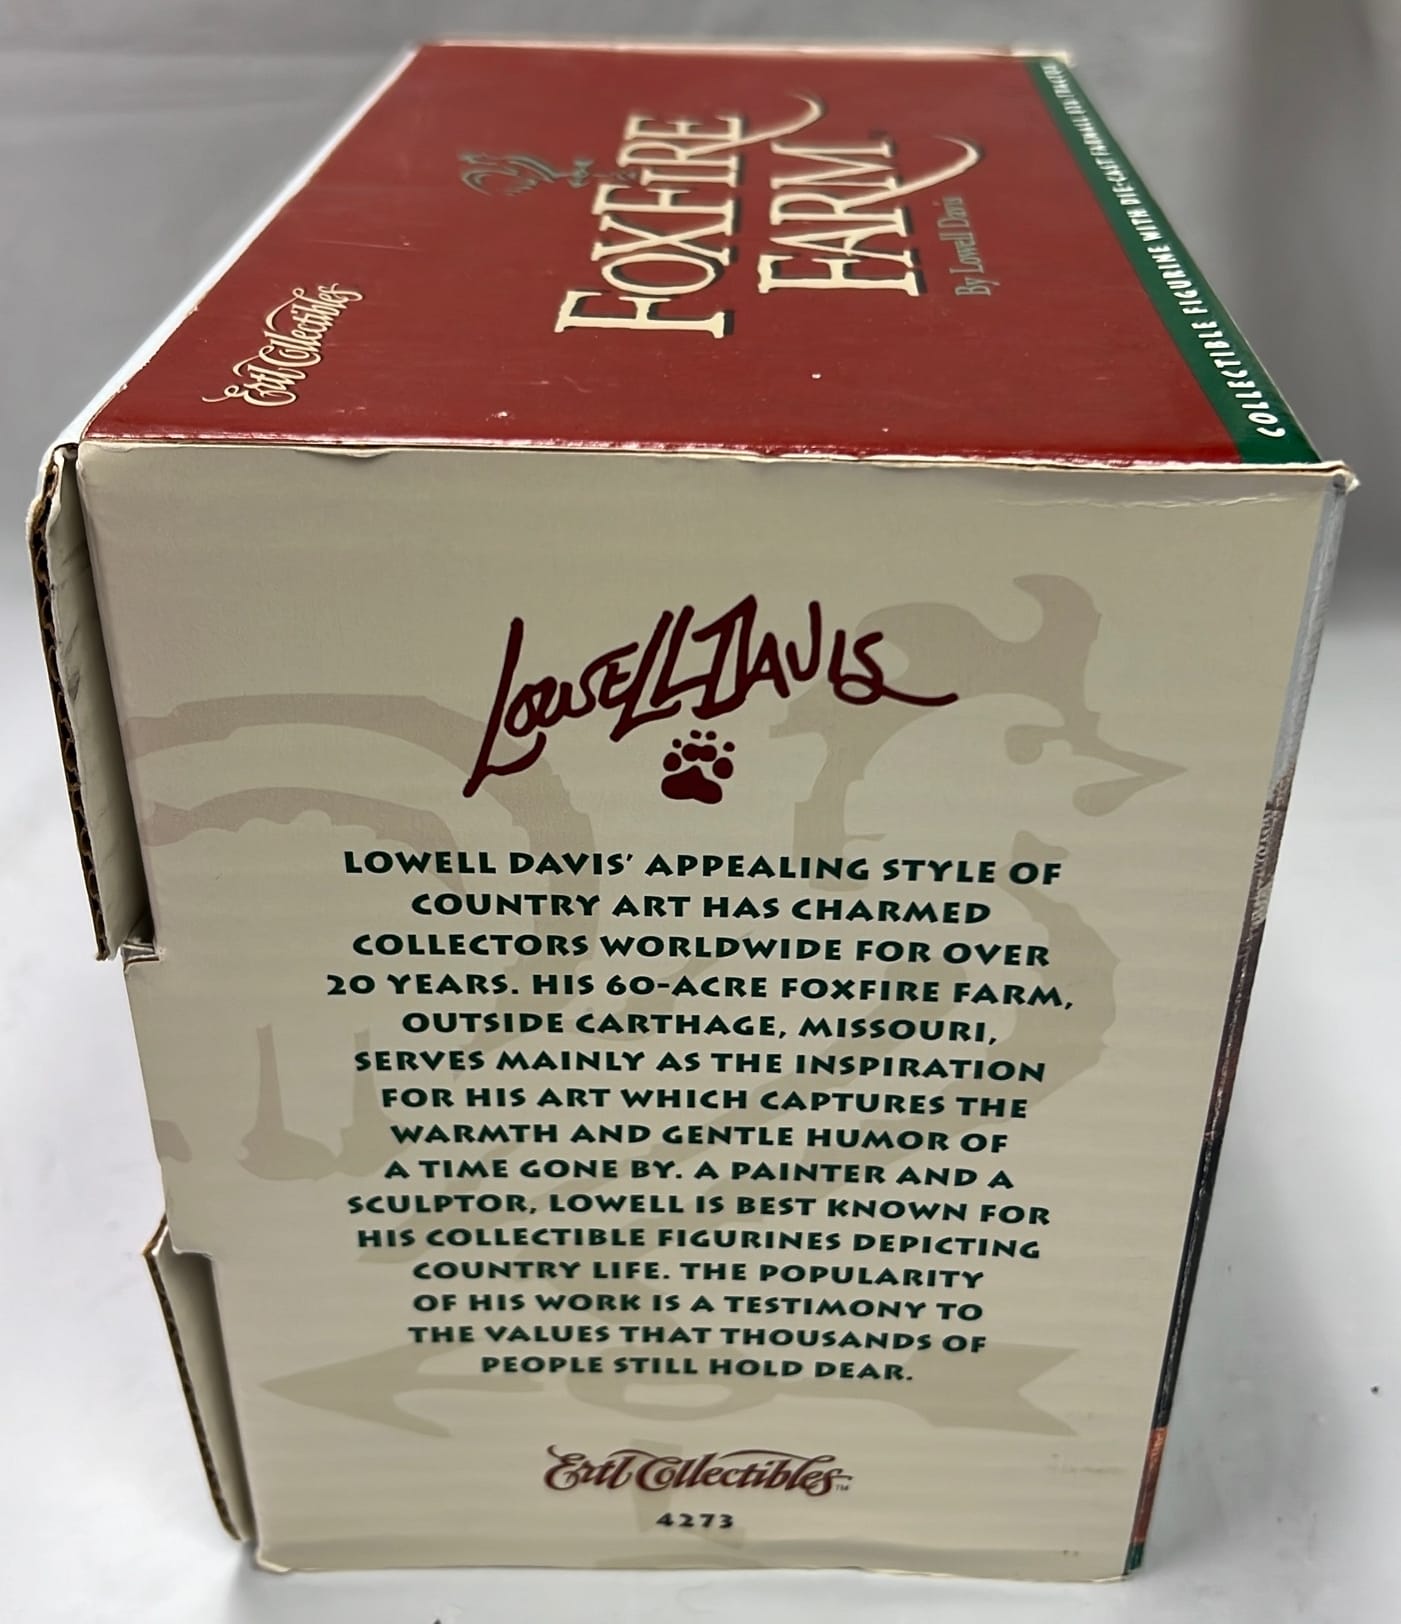 Ertl Collectibles
FOXFIRE
FARM
By Lowell Davis
COLLECTIBLE FIGURINE WITH DIE-CAST FARMALL TRACTOR
LOWELL DAVIS
LOWELL DAVIS' APPEALING STYLE OF
COUNTRY ART HAS CHARMED
COLLECTORS WORLDWIDE FOR OVER
20 YEARS. HIS 60-ACRE FOXFIRE FARM,
OUTSIDE CARTHAGE, MISSOURI,
SERVES MAINLY AS THE INSPIRATION
FOR HIS ART WHICH CAPTURES THE
WARMTH AND GENTLE HUMOR OF
A TIME GONE BY. A PAINTER AND A
SCULPTOR, LOWELL IS BEST KNOWN FOR
HIS COLLECTIBLE FIGURINES DEPICTING
COUNTRY LIFE. THE POPULARITY
OF HIS WORK IS A TESTIMONY TO
THE VALUES THAT THOUSANDS OF
PEOPLE STILL HOLD DEAR.
Ertl Collectibles TM
4273